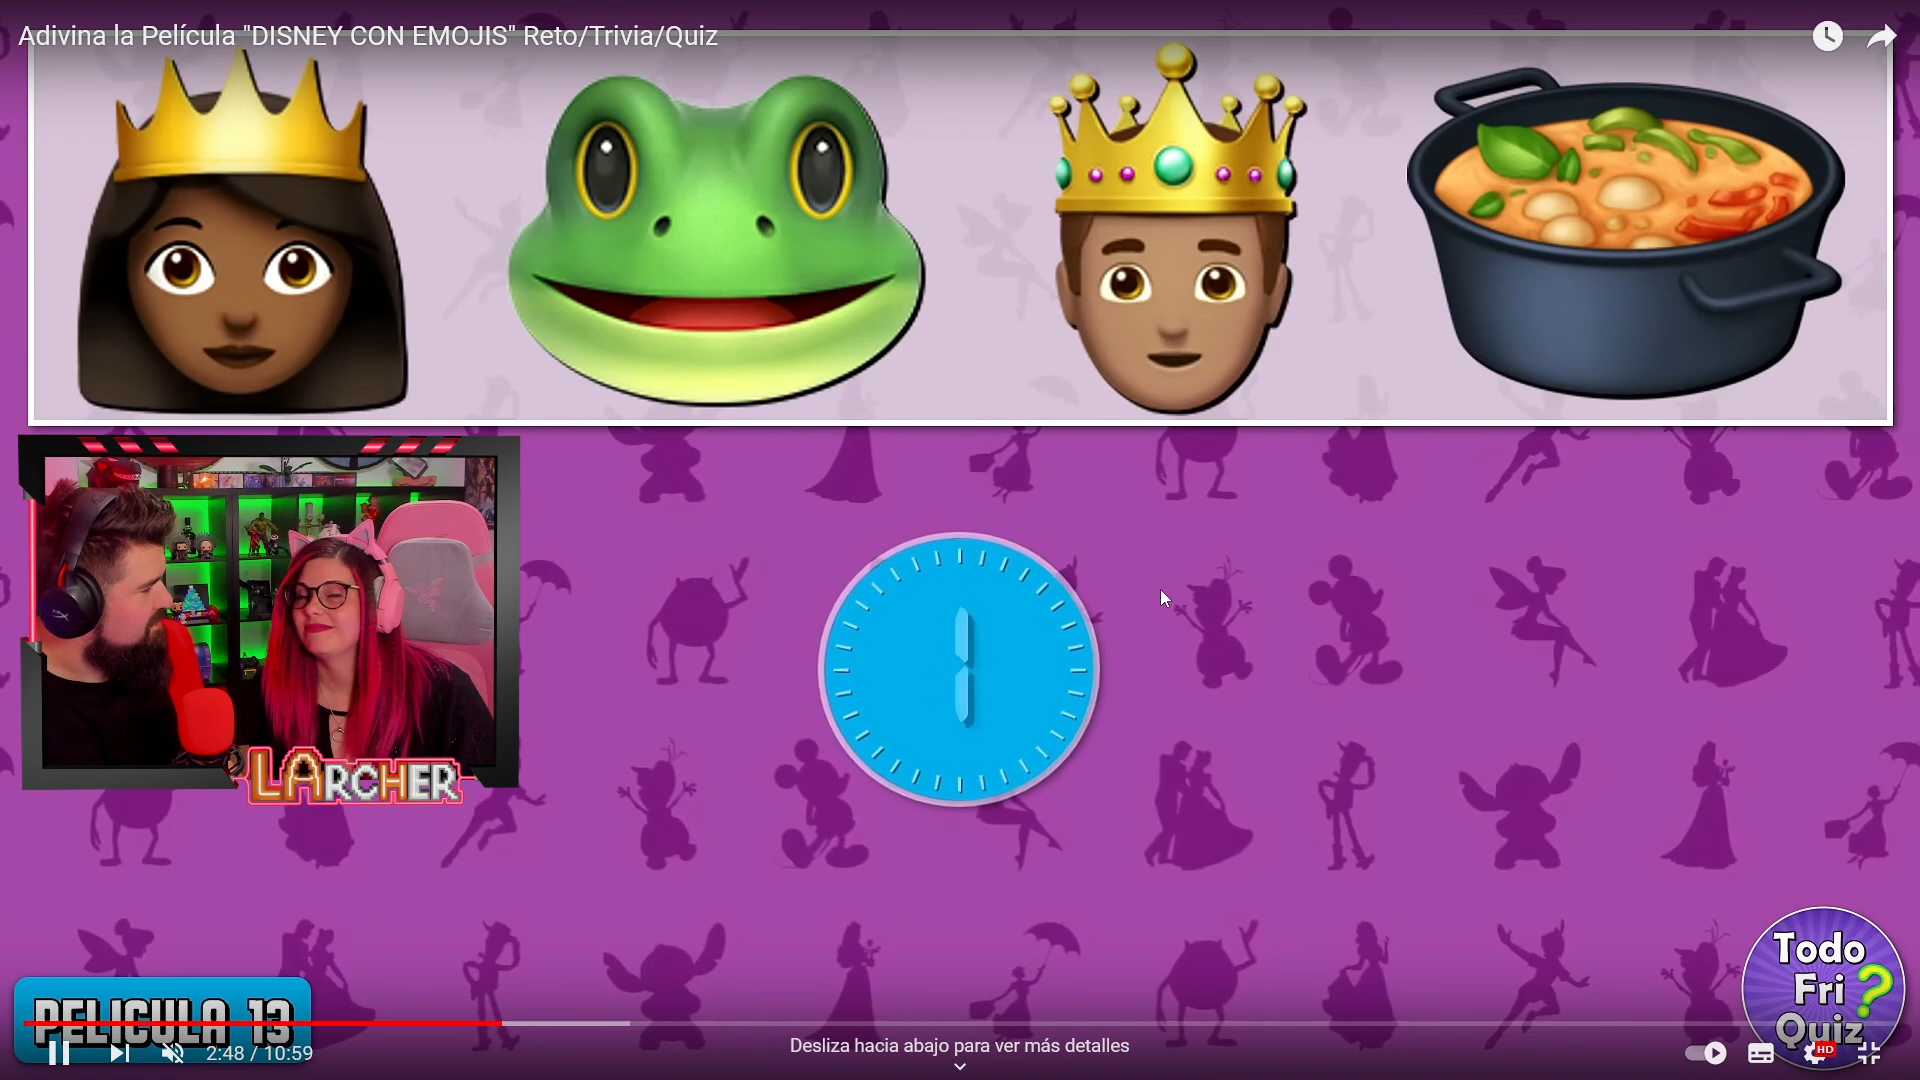 Adivina la Película "DISNEY CON EMOJIS" Reto/Trivia/Quiz
1
LARCHER
PELICULA 13
2:48 / 10:59
Desliza hacia abajo para ver más detalles
HD
Todo
Fri ?
Quiz